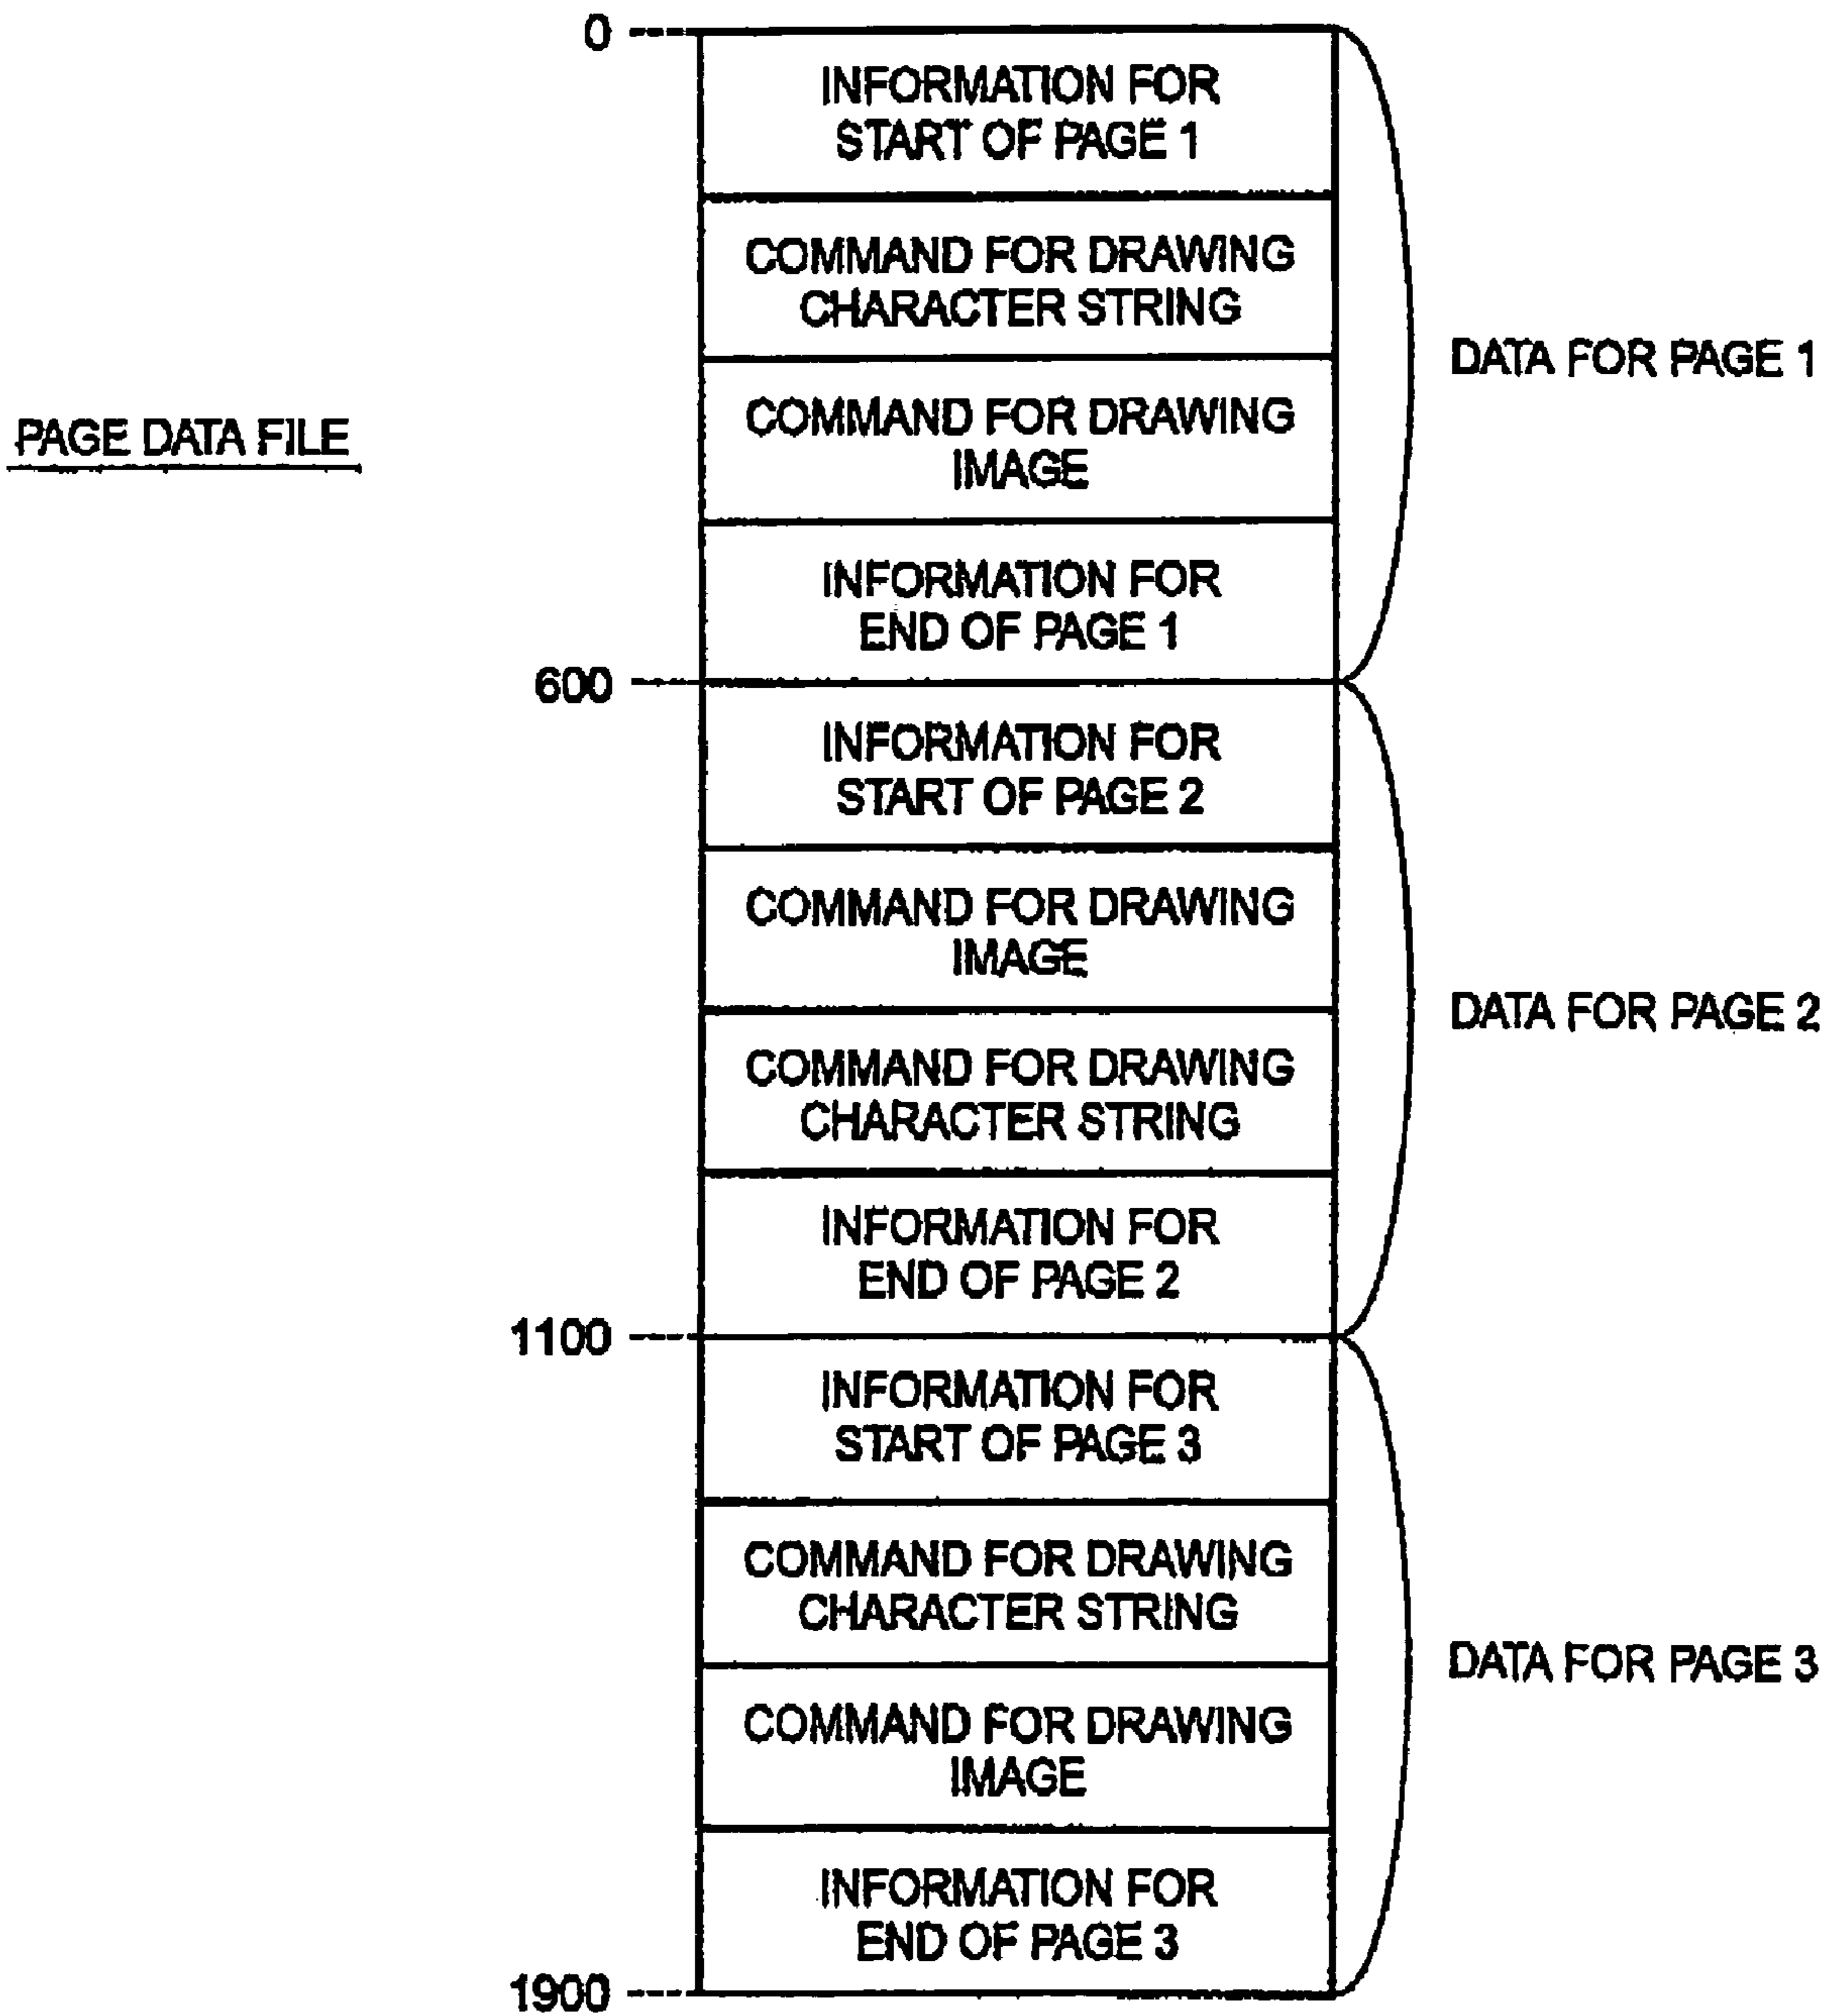 0
INFORMATION FOR
START OF PAGE 1
COMMAND FOR DRAWING
CHARACTER STRING
DATA FOR PAGE 1
COMMAND FOR DRAWING
IMAGE
PAGE DATA FILE
INFORMATION FOR
END OF PAGE 1
600
INFORMATION FOR
START OF PAGE 2
COMMAND FOR DRAWING
IMAGE
DATA FOR PAGE 2
COMMAND FOR DRAWING
CHARACTER STRING
INFORMATION FOR
END OF PAGE 2
1100
INFORMATION FOR
START OF PAGE 3
COMMAND FOR DRAWING
CHARACTER STRING
DATA FOR PAGE 3
COMMAND FOR DRAWING
IMAGE
INFORMATION FOR
END OF PAGE 3
1900